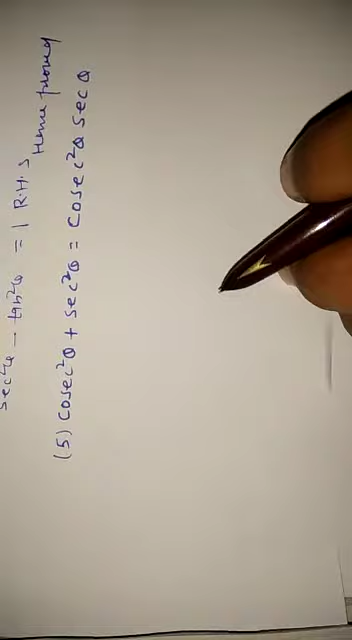 sec²θ - tan²θ = 1 R.H.S
Hence proved
(5) cosec²θ + sec²θ = cosec²θ sec θ